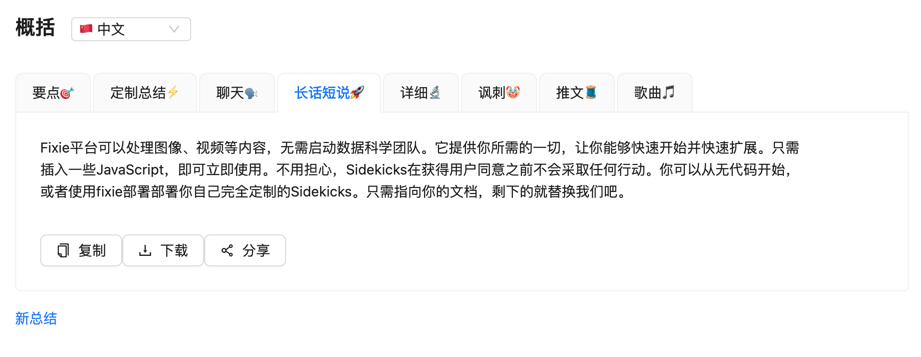 概括 🇨🇳 中文
要点🎯 定制总结⚡ 聊天🗣️ 长话短说🚀 详细🔬 讽刺🤡 推文🧵 歌曲🎵
Fixie平台可以处理图像、视频等内容，无需启动数据科学团队。它提供你所需的一切，让你能够快速开始并快速扩展。只需
插入一些JavaScript，即可立即使用。不用担心，Sidekicks在获得用户同意之前不会采取任何行动。你可以从无代码开始，
或者使用fixie部署部署你自己完全定制的Sidekicks。只需指向你的文档，剩下的就替换我们吧。
复制 下载 分享
新总结